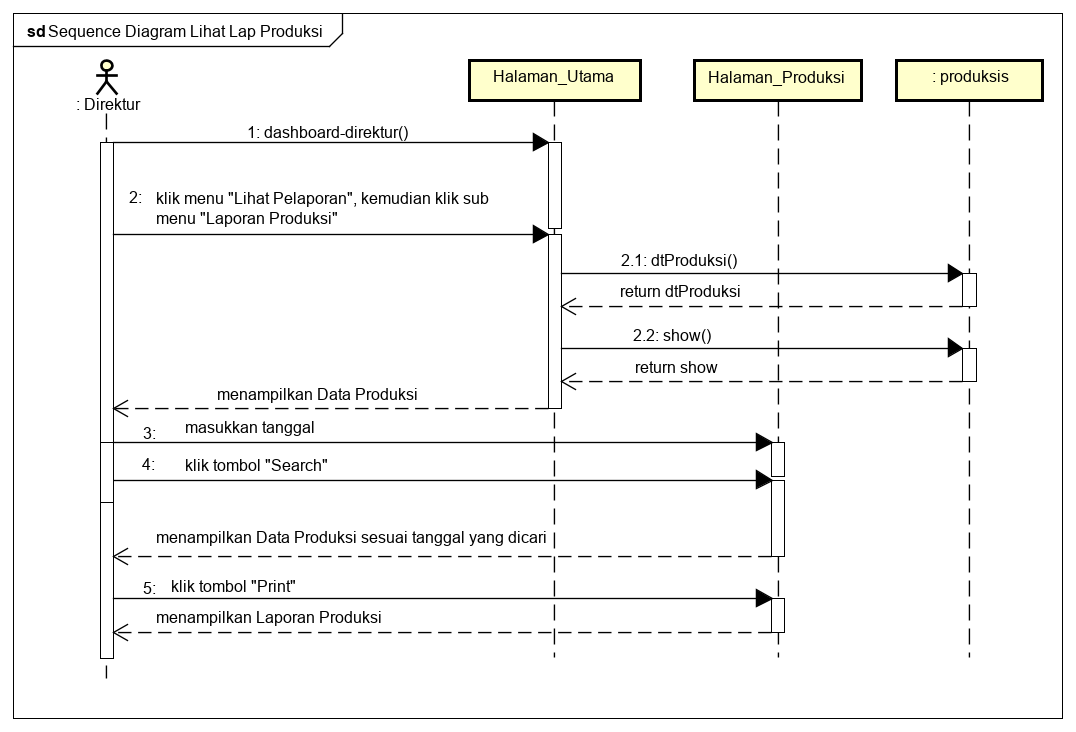 sd Sequence Diagram Lihat Lap Produksi
: Direktur
Halaman_Utama
Halaman_Produksi
: produksis
1: dashboard-direktur()
2: klik menu "Lihat Pelaporan", kemudian klik sub
menu "Laporan Produksi"
2.1: dtProduksi()
return dtProduksi
2.2: show()
return show
menampilkan Data Produksi
3: masukkan tanggal
4: klik tombol "Search"
menampilkan Data Produksi sesuai tanggal yang dicari
5: klik tombol "Print"
menampilkan Laporan Produksi